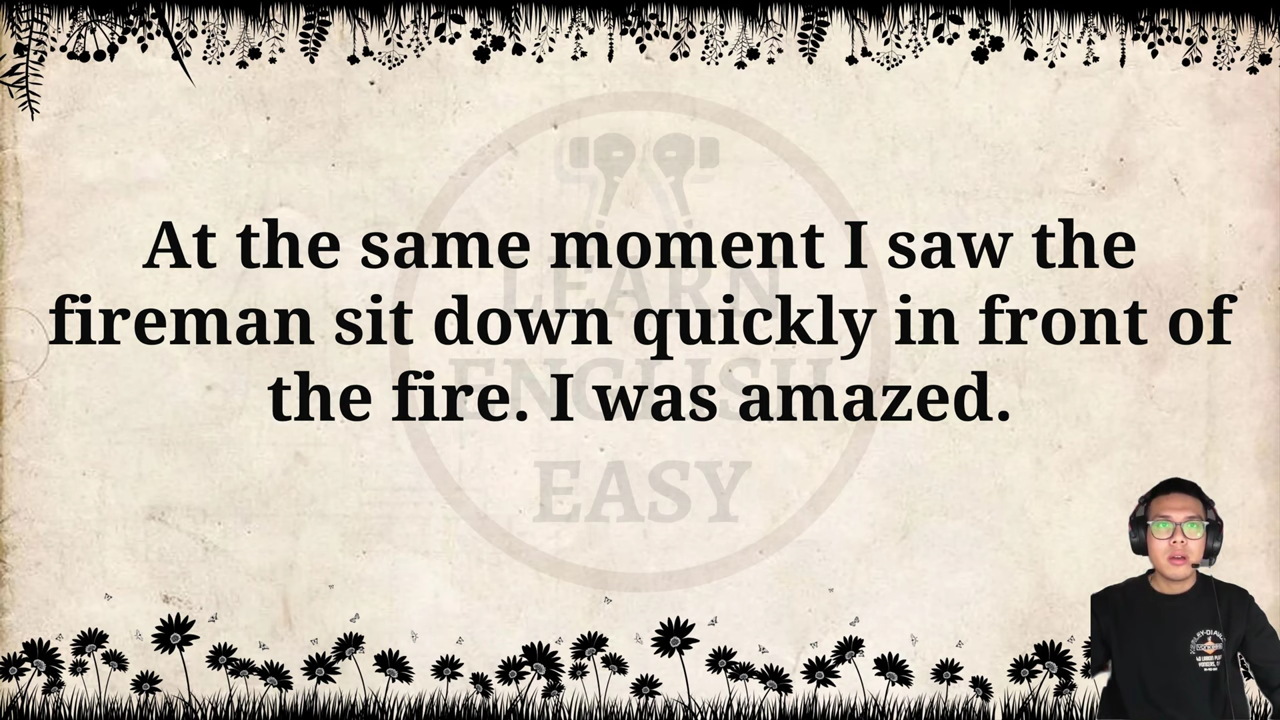 At the same moment I saw the
fireman sit down quickly in front of
the fire. I was amazed.
LEARN
ENGLISH
EASY